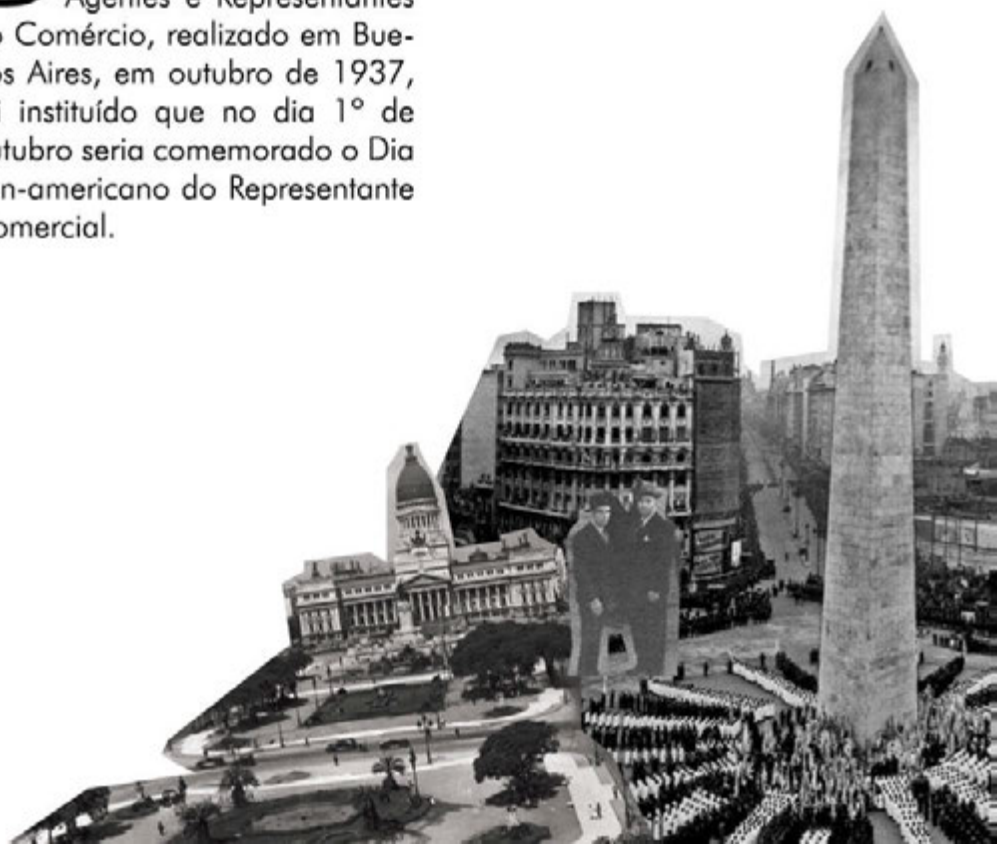 Agentes e Representantes
o Comércio, realizado em Bue-
os Aires, em outubro de 1937,
i instituído que no dia 1º de
utubro seria comemorado o Dia
n-americano do Representante
omercial.